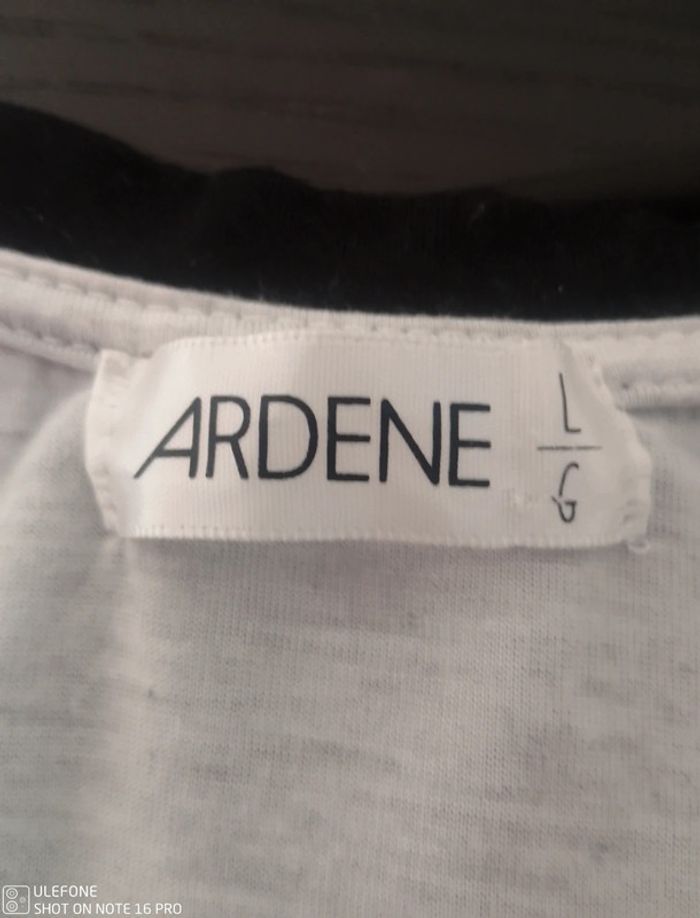 ARDENE
L
G
ULEFONE
SHOT ON NOTE 16 PRO